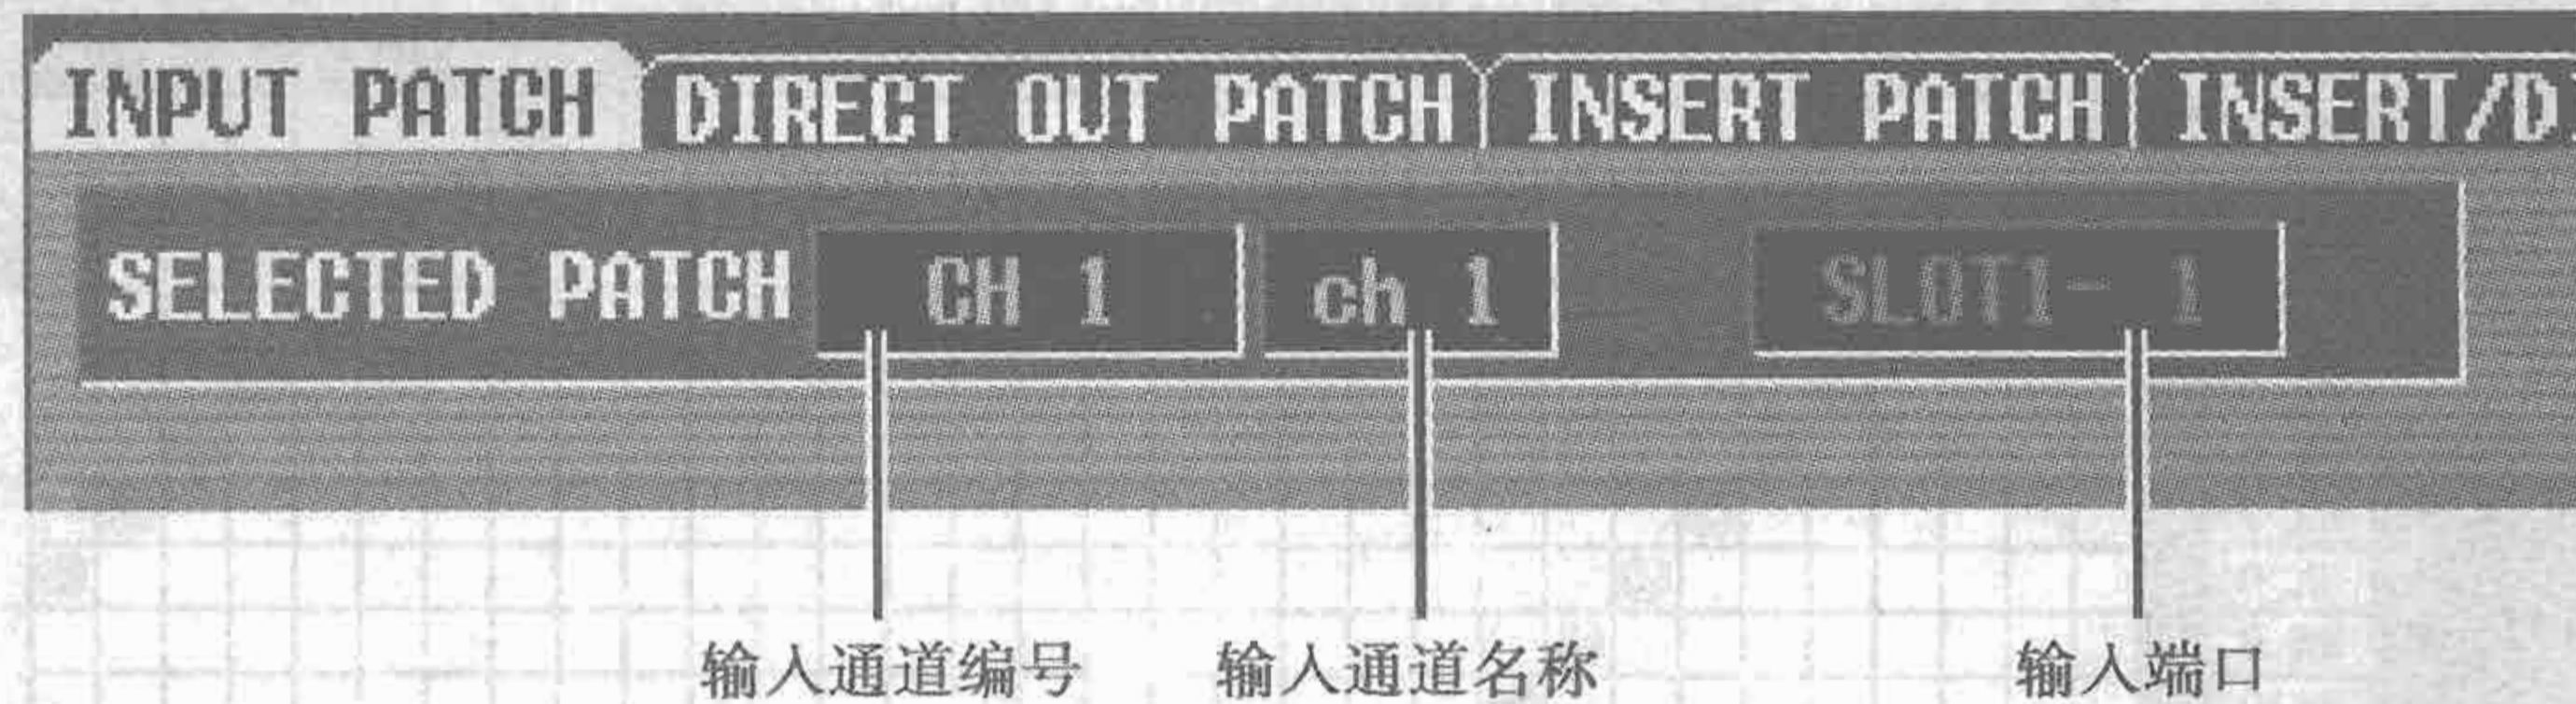 INPUT PATCH DIRECT OUT PATCH INSERT PATCH INSERT/D
SELECTED PATCH CH 1 ch 1 SLOT1- 1
输入通道编号 输入通道名称 输入端口